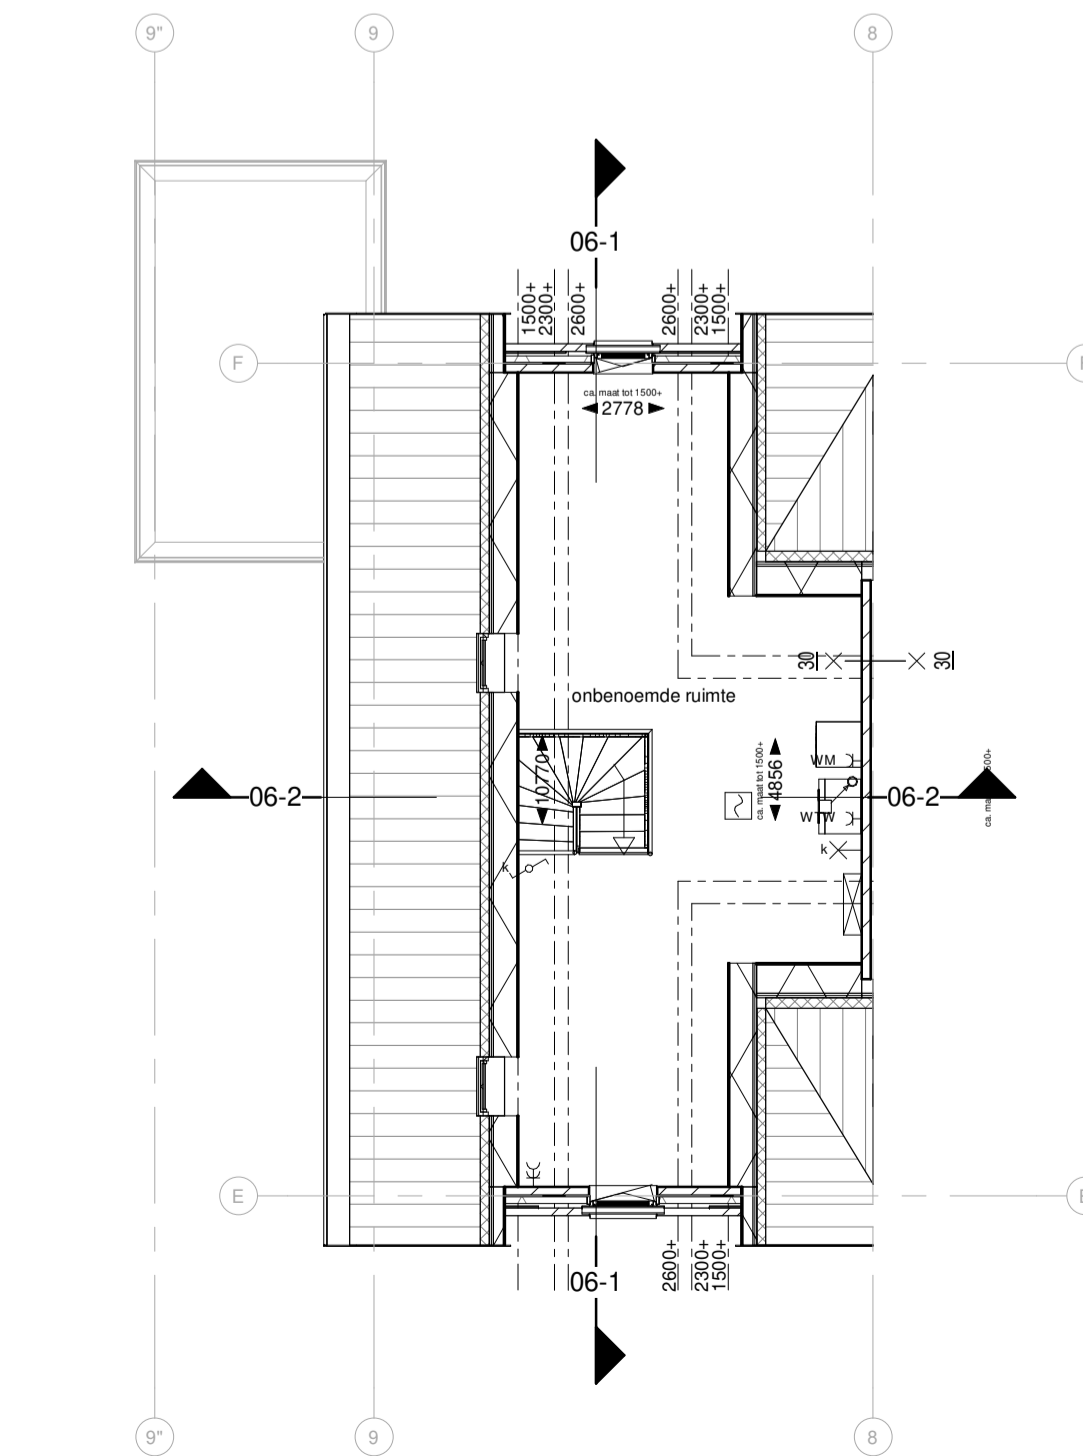 9"
9
8
06-1
1500+
2300+
2600+
2600+
2300+
1500+
F
ca. maat tot 1500+
2778
30
30
onbenoemde ruimte
10770
ca. maat tot 1500+
4856
WM
06-2
06-2
WTW
k
k
E
2600+
2300+
1500+
06-1
9"
9
8